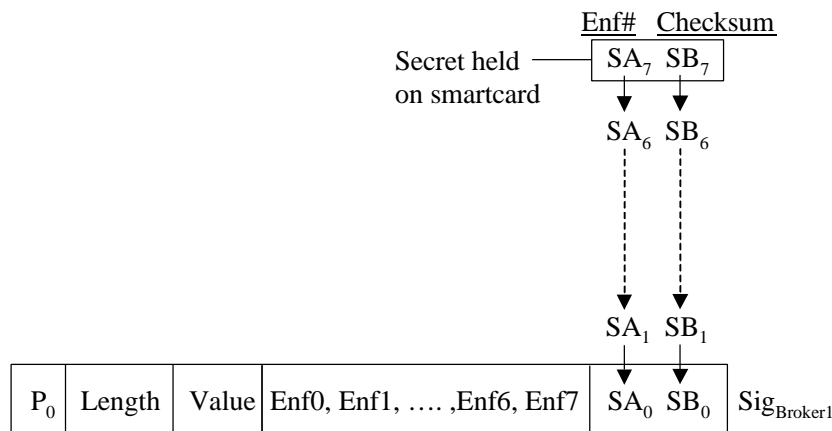 Enf# Checksum
Secret held SA₇ SB₇
on smartcard
SA₆ SB₆
SA₁ SB₁
P₀ Length Value Enf0, Enf1, …. ,Enf6, Enf7 SA₀ SB₀ Sig_Broker1